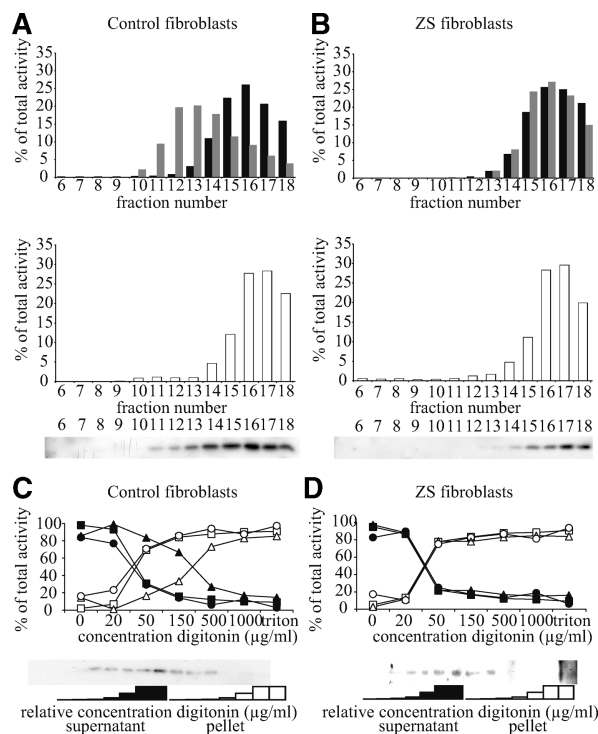 A Control fibroblasts
B ZS fibroblasts
% of total activity
35
30
25
20
15
10
5
0
6 7 8 9 10 11 12 13 14 15 16 17 18
fraction number
% of total activity
35
30
25
20
15
10
5
0
6 7 8 9 10 11 12 13 14 15 16 17 18
fraction number
% of total activity
35
30
25
20
15
10
5
0
6 7 8 9 10 11 12 13 14 15 16 17 18
fraction number
6 7 8 9 10 11 12 13 14 15 16 17 18
% of total activity
35
30
25
20
15
10
5
0
6 7 8 9 10 11 12 13 14 15 16 17 18
fraction number
6 7 8 9 10 11 12 13 14 15 16 17 18
C Control fibroblasts
D ZS fibroblasts
% of total activity
100
80
60
40
20
0
0 20 50 150 500 1000 triton
concentration digitonin (µg/ml)
relative concentration digitonin (µg/ml)
supernatant pellet
% of total activity
100
80
60
40
20
0
0 20 50 150 500 1000 triton
concentration digitonin (µg/ml)
relative concentration digitonin (µg/ml)
supernatant pellet